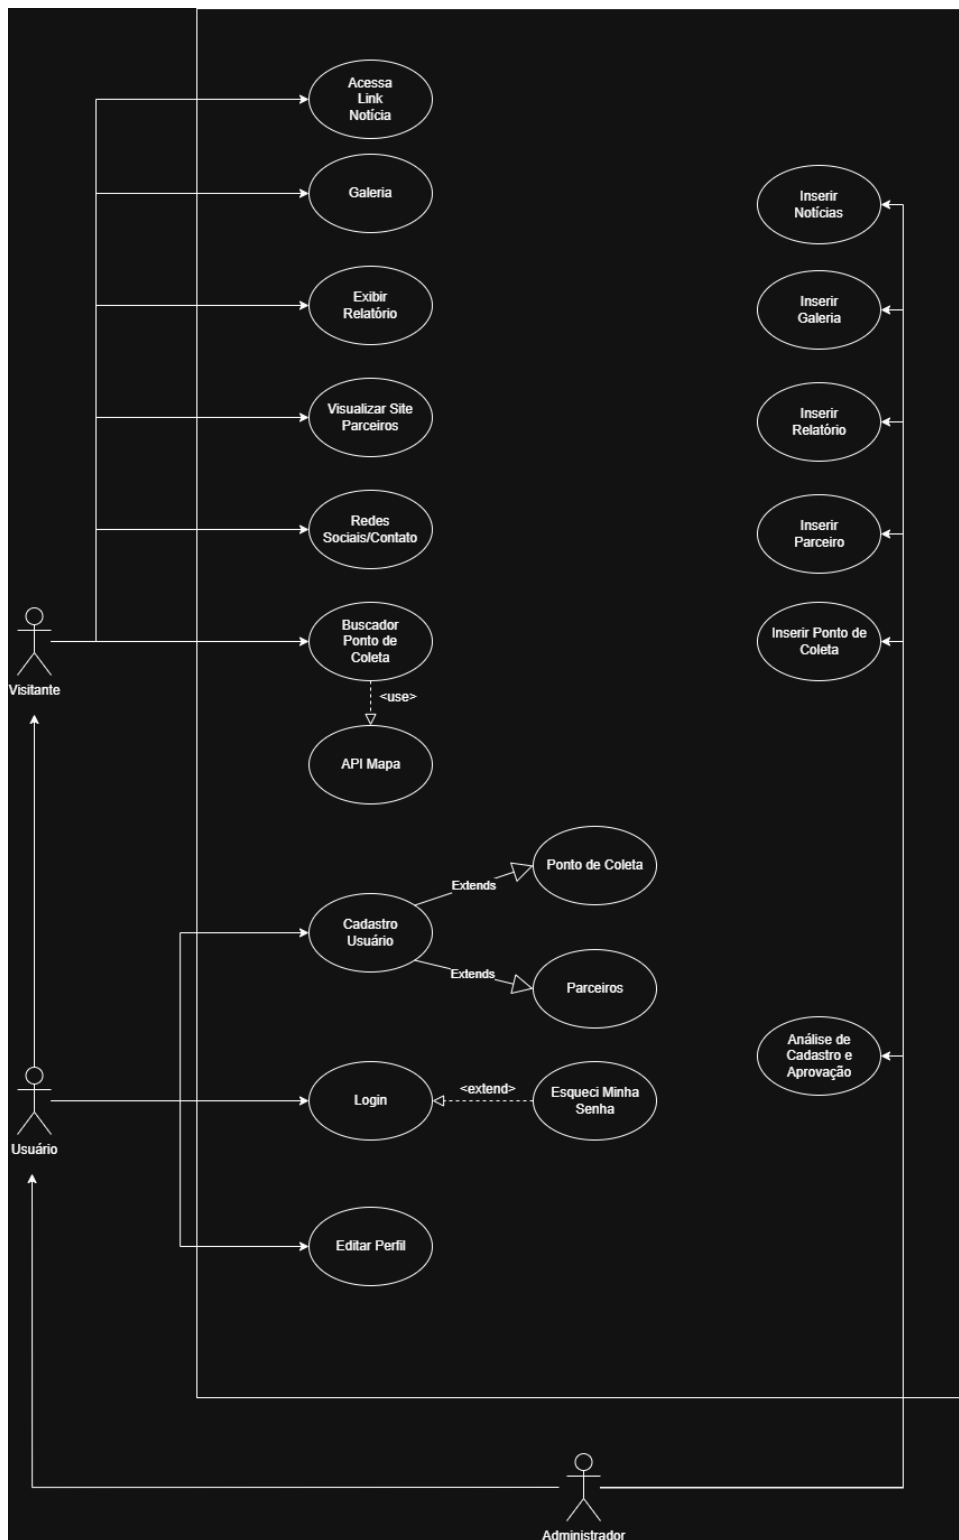 Acessa
Link
Notícia
Galeria
Exibir
Relatório
Visualizar Site
Parceiros
Redes
Sociais/Contato
Buscador
Ponto de
Coleta
<use>
API Mapa
Visitante
Inserir
Notícias
Inserir
Galeria
Inserir
Relatório
Inserir
Parceiro
Inserir Ponto de
Coleta
Cadastro
Usuário
Extends
Ponto de Coleta
Extends
Parceiros
Login
<extend>
Esqueci Minha
Senha
Editar Perfil
Usuário
Análise de
Cadastro e
Aprovação
Administrador